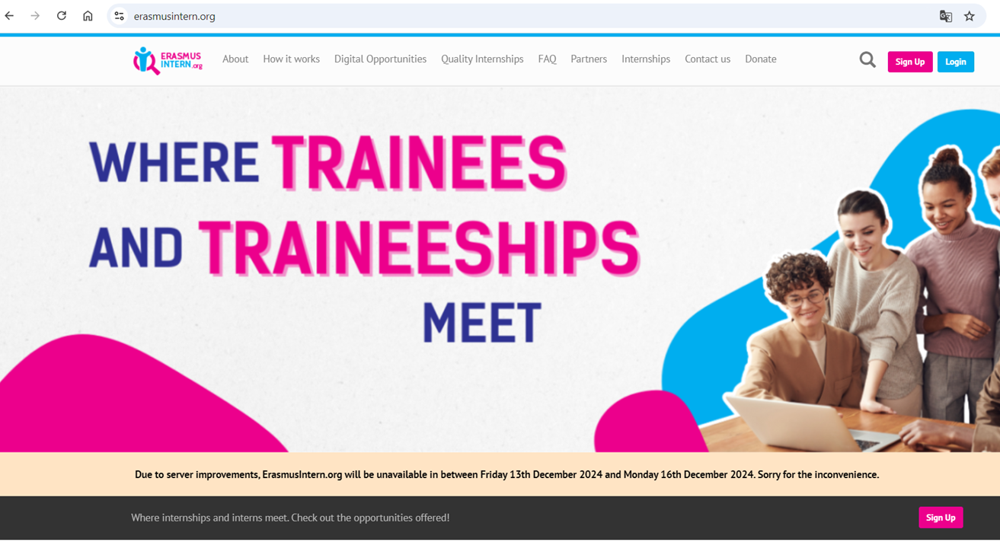 erasmusintern.org
ERASMUS
INTERN.org
About How it works Digital Opportunities Quality Internships FAQ Partners Internships Contact us Donate
Sign Up Login
WHERE TRAINEES
AND TRAINEESHIPS
MEET
Due to server improvements, ErasmusIntern.org will be unavailable in between Friday 13th December 2024 and Monday 16th December 2024. Sorry for the inconvenience.
Where internships and interns meet. Check out the opportunities offered!
Sign Up